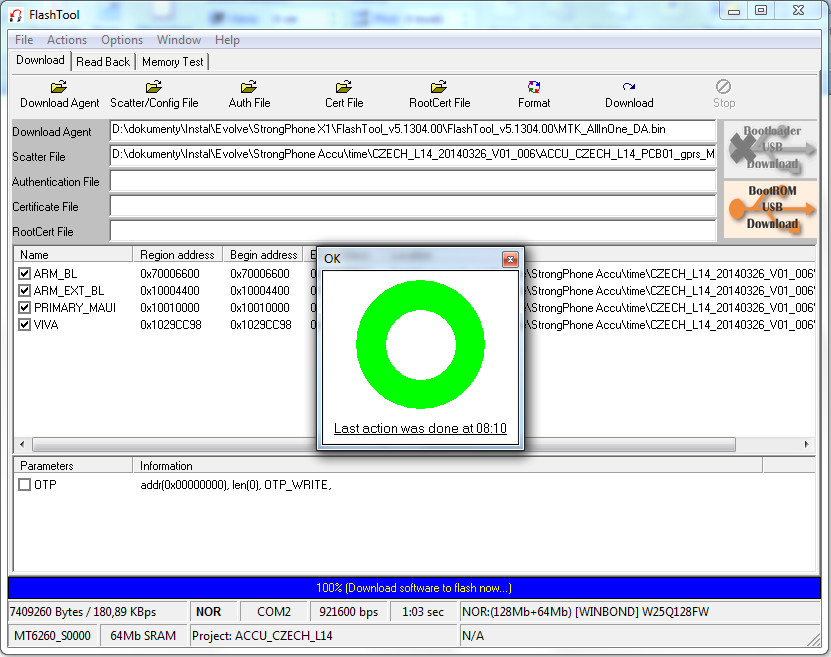 FlashTool
File Actions Options Window Help
Download Read Back Memory Test
Download Agent Scatter/Config File Auth File Cert File RootCert File Format Download Stop
Download Agent D:\dokumenty\Instal\Evolve\StrongPhone X1\FlashTool_v5.1304.00\FlashTool_v5.1304.00\MTK_AllInOne_DA.bin
Scatter File D:\dokumenty\Instal\Evolve\StrongPhone Accu\time\CZECH_L14_20140326_V01_006\ACCU_CZECH_L14_PCB01_gprs_M
Authentication File
Certificate File
RootCert File
Bootloader
USB
Download
BootROM
USB
Download
Name Region address Begin address
ARM_BL 0x70006600 0x70006600 \StrongPhone Accu\time\CZECH_L14_20140326_V01_006\
ARM_EXT_BL 0x10004400 0x10004400 \StrongPhone Accu\time\CZECH_L14_20140326_V01_006\
PRIMARY_MAUI 0x10010000 0x10010000 \StrongPhone Accu\time\CZECH_L14_20140326_V01_006\
VIVA 0x1029CC98 0x1029CC98 \StrongPhone Accu\time\CZECH_L14_20140326_V01_006\
OK
Last action was done at 08:10
Parameters Information
OTP addr(0x00000000), len(0), OTP_WRITE,
100% (Download software to flash now...)
7409260 Bytes / 180,89 KBps NOR COM2 921600 bps 1:03 sec NOR:(128Mb+64Mb) [WINBOND] W25Q128FW
MT6260_S0000 64Mb SRAM Project: ACCU_CZECH_L14 N/A